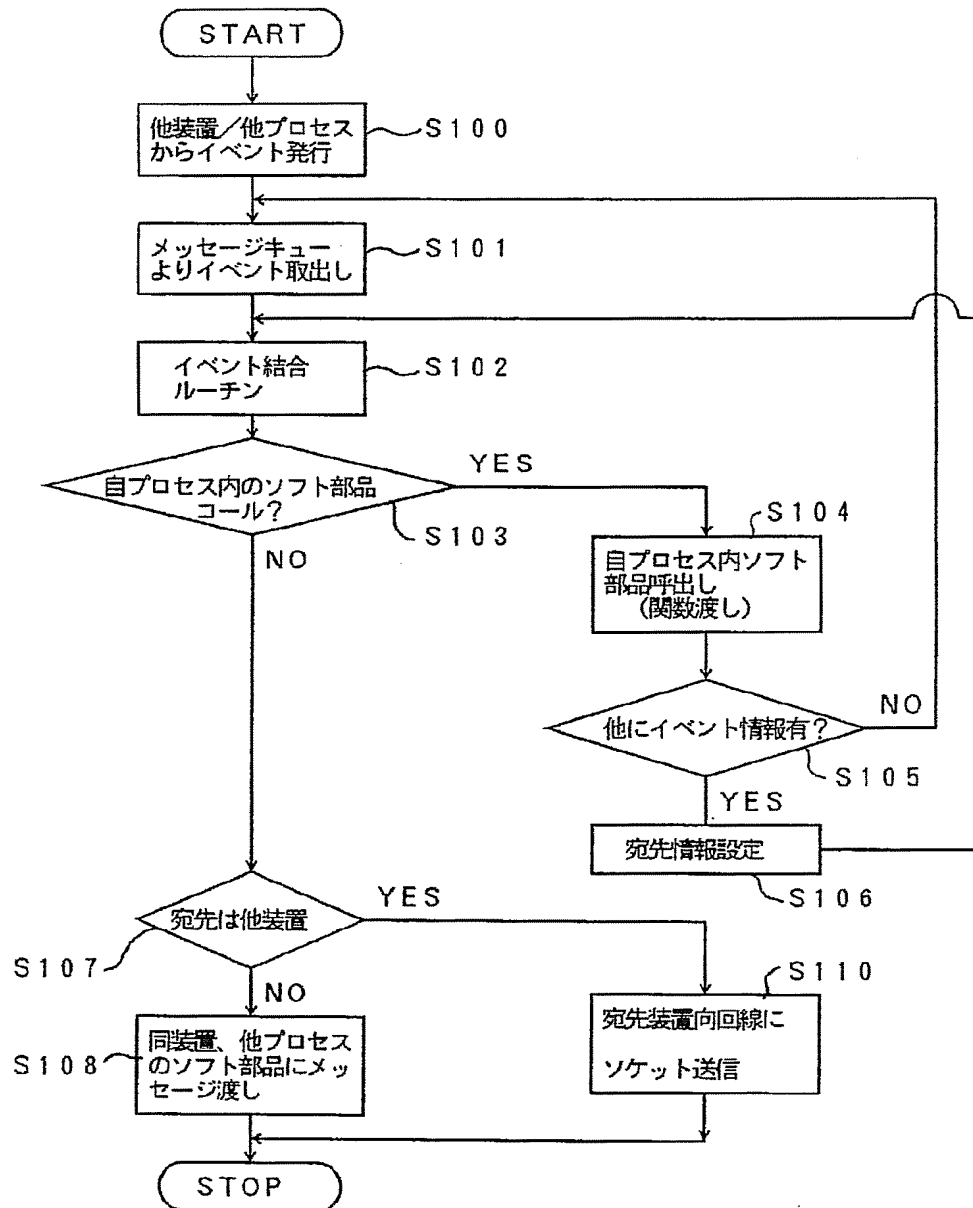 START
他装置／他プロセス
からイベント発行
S100
メッセージキュー
よりイベント取出し
S101
イベント結合
ルーチン
S102
自プロセス内のソフト部品
コール？
S103
YES
NO
S104
自プロセス内ソフト
部品呼出し
（関数渡し）
他にイベント情報有？
NO
S105
YES
宛先情報設定
S106
宛先は他装置
YES
S107
NO
同装置、他プロセス
のソフト部品にメッ
セージ渡し
S108
S110
宛先装置向回線に
ソケット送信
STOP